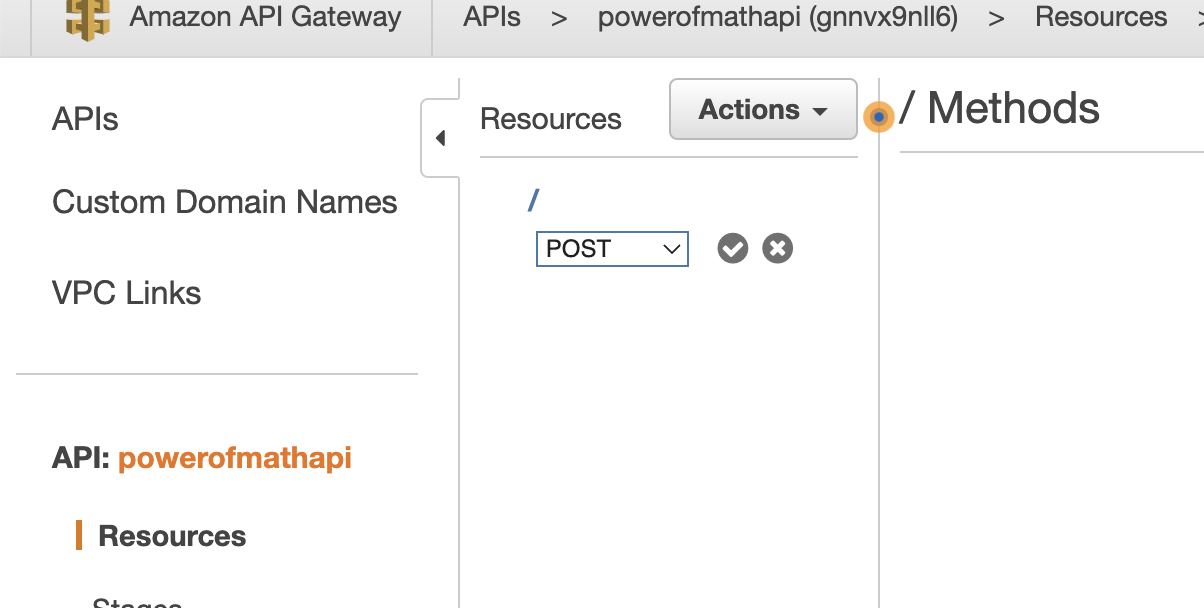 Amazon API Gateway APIs > powerofmathapi (gnnvx9nll6) > Resources >
APIs
Custom Domain Names
VPC Links
API: powerofmathapi
Resources
Stages
Resources Actions
/
POST
/ Methods